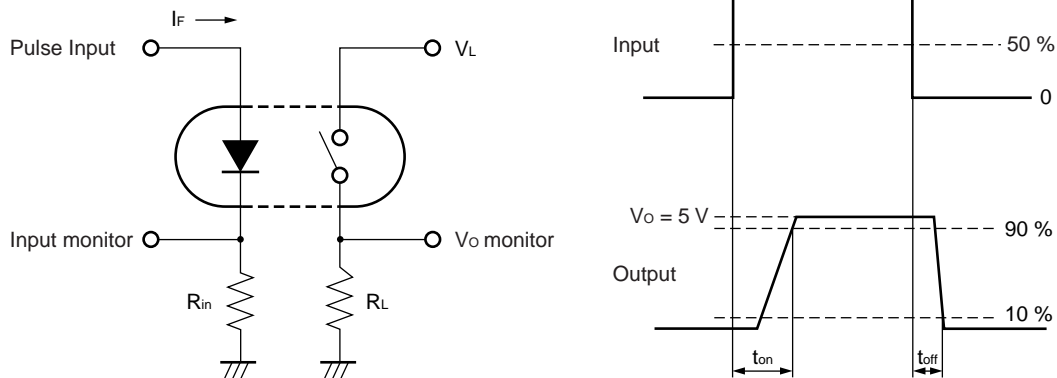 IF
Pulse Input
VL
Input monitor
VO monitor
Rin
RL
Input
50 %
0
VO = 5 V
90 %
Output
10 %
ton
toff